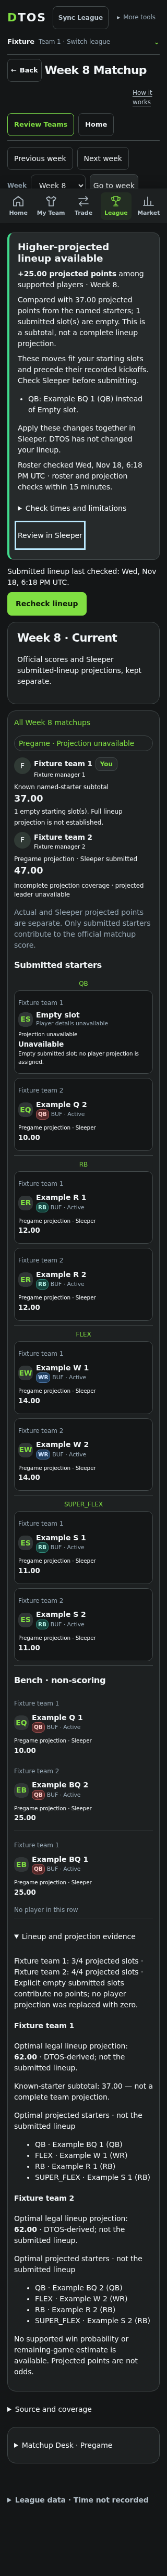 DTOS
Sync League
▸ More tools
Fixture Team 1 · Switch league
← Back
Week 8 Matchup
How it
works
Review Teams
Home
Previous week
Next week
Week
Week 8
Go to week
Home
My Team
Trade
League
Market
Higher-projected
lineup available
+25.00 projected points among
supported players · Week 8.
Compared with 37.00 projected
points from the named starters; 1
submitted slot(s) are empty. This is
a subtotal, not a complete lineup
projection.
These moves fit your starting slots
and precede their recorded kickoffs.
Check Sleeper before submitting.
• QB: Example BQ 1 (QB) instead
of Empty slot.
Apply these changes together in
Sleeper. DTOS has not changed
your lineup.
Roster checked Wed, Nov 18, 6:18
PM UTC. · roster and projection
checks within 15 minutes.
▸ Check times and limitations
Review in Sleeper
Submitted lineup last checked: Wed, Nov
18, 6:18 PM UTC.
Recheck lineup
Week 8 · Current
Official scores and Sleeper
submitted-lineup projections, kept
separate.
All Week 8 matchups
Pregame · Projection unavailable
F
Fixture team 1
You
Fixture manager 1
Known named-starter subtotal
37.00
1 empty starting slot(s). Full lineup
projection is not established.
F
Fixture team 2
Fixture manager 2
Pregame projection · Sleeper submitted
47.00
Incomplete projection coverage · projected
leader unavailable
Actual and Sleeper projected points
are separate. Only submitted starters
contribute to the official matchup
score.
Submitted starters
QB
Fixture team 1
ES
Empty slot
Player details unavailable
Projection unavailable
Unavailable
Empty submitted slot; no player projection is
assigned.
Fixture team 2
EQ
Example Q 2
QB BUF · Active
Pregame projection · Sleeper
10.00
RB
Fixture team 1
ER
Example R 1
RB BUF · Active
Pregame projection · Sleeper
12.00
Fixture team 2
ER
Example R 2
RB BUF · Active
Pregame projection · Sleeper
12.00
FLEX
Fixture team 1
EW
Example W 1
WR BUF · Active
Pregame projection · Sleeper
14.00
Fixture team 2
EW
Example W 2
WR BUF · Active
Pregame projection · Sleeper
14.00
SUPER_FLEX
Fixture team 1
ES
Example S 1
RB BUF · Active
Pregame projection · Sleeper
11.00
Fixture team 2
ES
Example S 2
RB BUF · Active
Pregame projection · Sleeper
11.00
Bench · non-scoring
Fixture team 1
EQ
Example Q 1
QB BUF · Active
Pregame projection · Sleeper
10.00
Fixture team 2
EB
Example BQ 2
QB BUF · Active
Pregame projection · Sleeper
25.00
Fixture team 1
EB
Example BQ 1
QB BUF · Active
Pregame projection · Sleeper
25.00
No player in this row
▾ Lineup and projection evidence
Fixture team 1: 3/4 projected slots ·
Fixture team 2: 4/4 projected slots ·
Explicit empty submitted slots
contribute no points; no player
projection was replaced with zero.
Fixture team 1
Optimal legal lineup projection:
62.00 · DTOS-derived; not the
submitted lineup.
Known-starter subtotal: 37.00 — not a
complete team projection.
Optimal projected starters · not the
submitted lineup
• QB · Example BQ 1 (QB)
• FLEX · Example W 1 (WR)
• RB · Example R 1 (RB)
• SUPER_FLEX · Example S 1 (RB)
Fixture team 2
Optimal legal lineup projection:
62.00 · DTOS-derived; not the
submitted lineup.
Optimal projected starters · not the
submitted lineup
• QB · Example BQ 2 (QB)
• FLEX · Example W 2 (WR)
• RB · Example R 2 (RB)
• SUPER_FLEX · Example S 2 (RB)
No supported win probability or
remaining-game estimate is
available. Projected points are not
odds.
▸ Source and coverage
▸ Matchup Desk · Pregame
▸ League data · Time not recorded